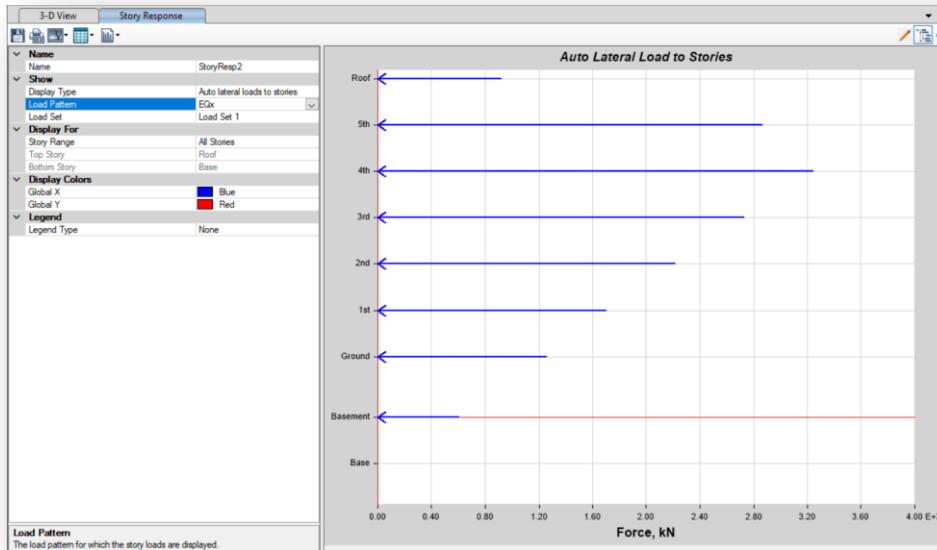 3-D View Story Response
Name
Name StoryResp2
Show
Display Type Auto lateral loads to stories
Load Pattern EQx
Load Set Load Set 1
Display For
Story Range All Stories
Top Story Roof
Bottom Story Base
Display Colors
Global X Blue
Global Y Red
Legend
Legend Type None
Load Pattern
The load pattern for which the story loads are displayed.
Auto Lateral Load to Stories
Roof
5th
4th
3rd
2nd
1st
Ground
Basement
Base
0.00 0.40 0.80 1.20 1.60 2.00 2.40 2.80 3.20 3.60 4.00
Force, kN